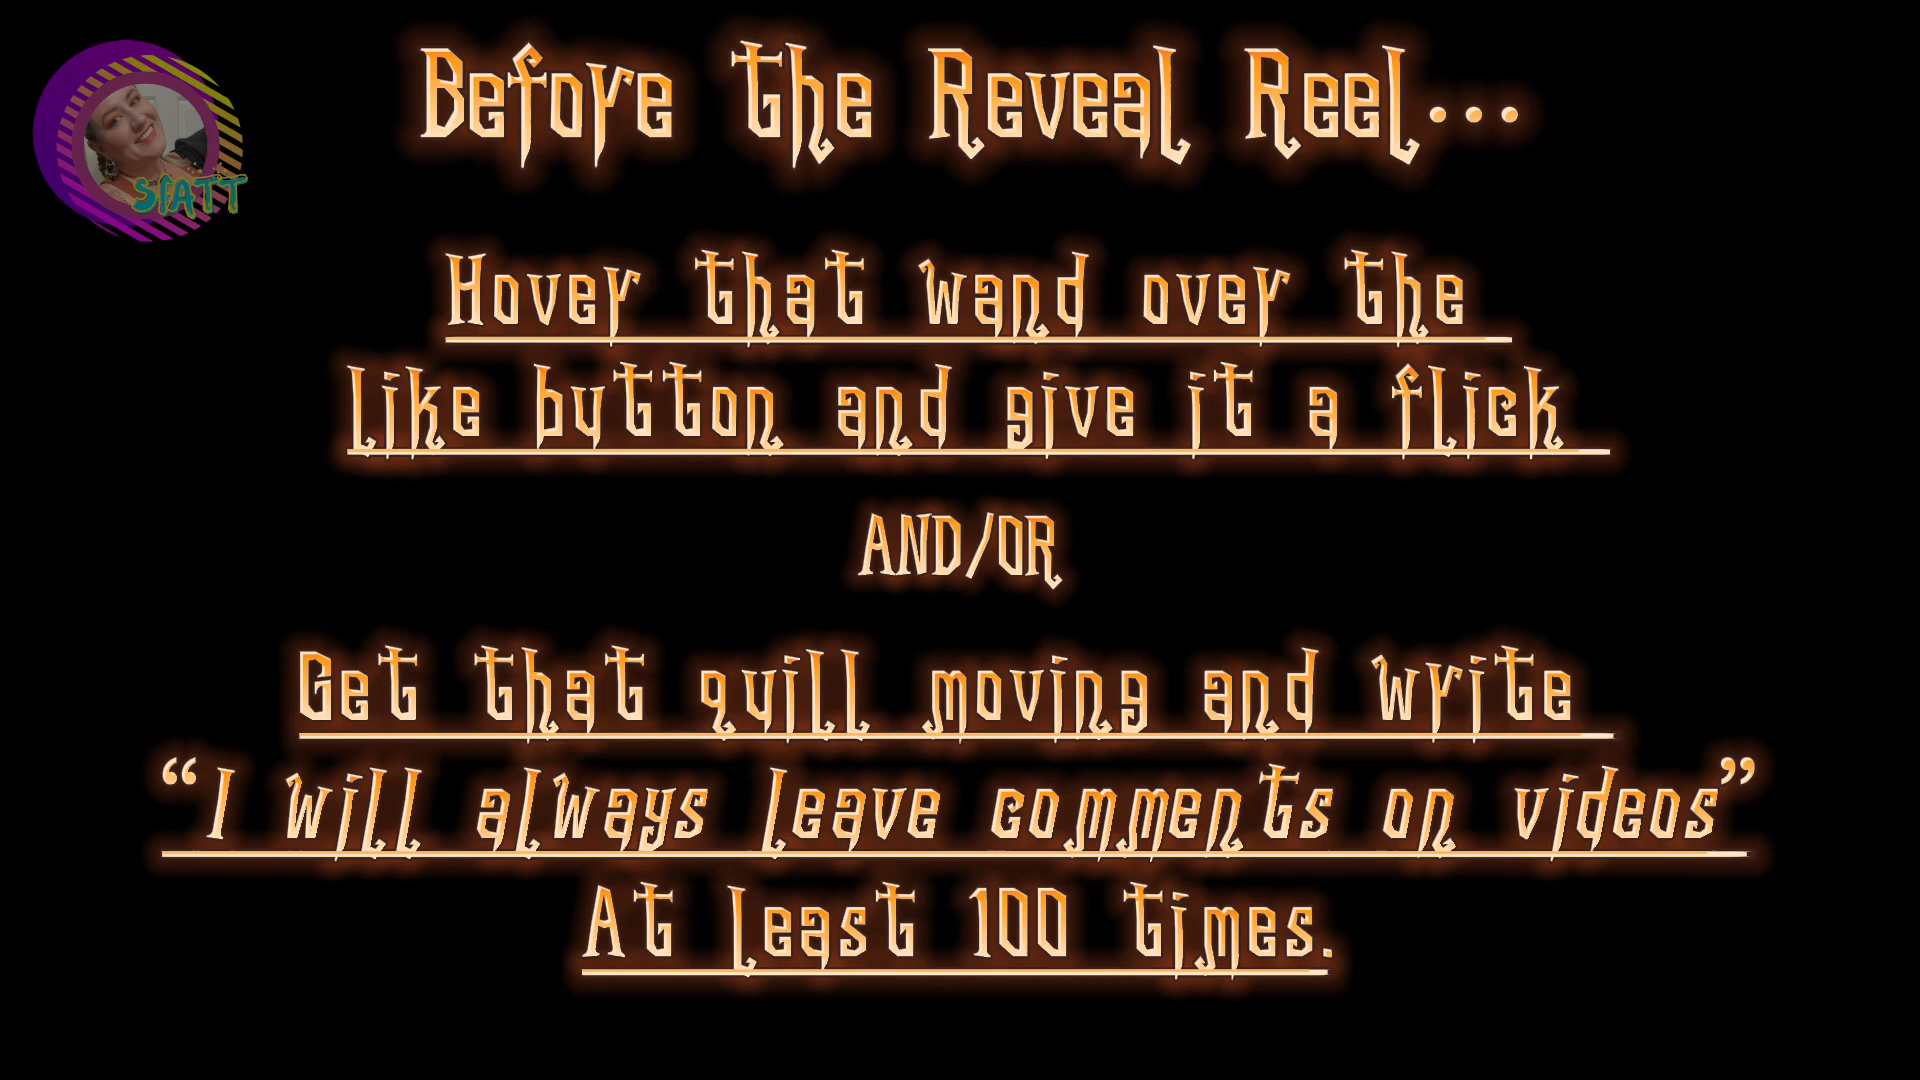 SIATT
Before the Reveal Reel...
Hover that wand over the
like button and give it a flick
AND/OR
Get that quill moving and write
“I will always leave comments on videos”
At least 100 times.